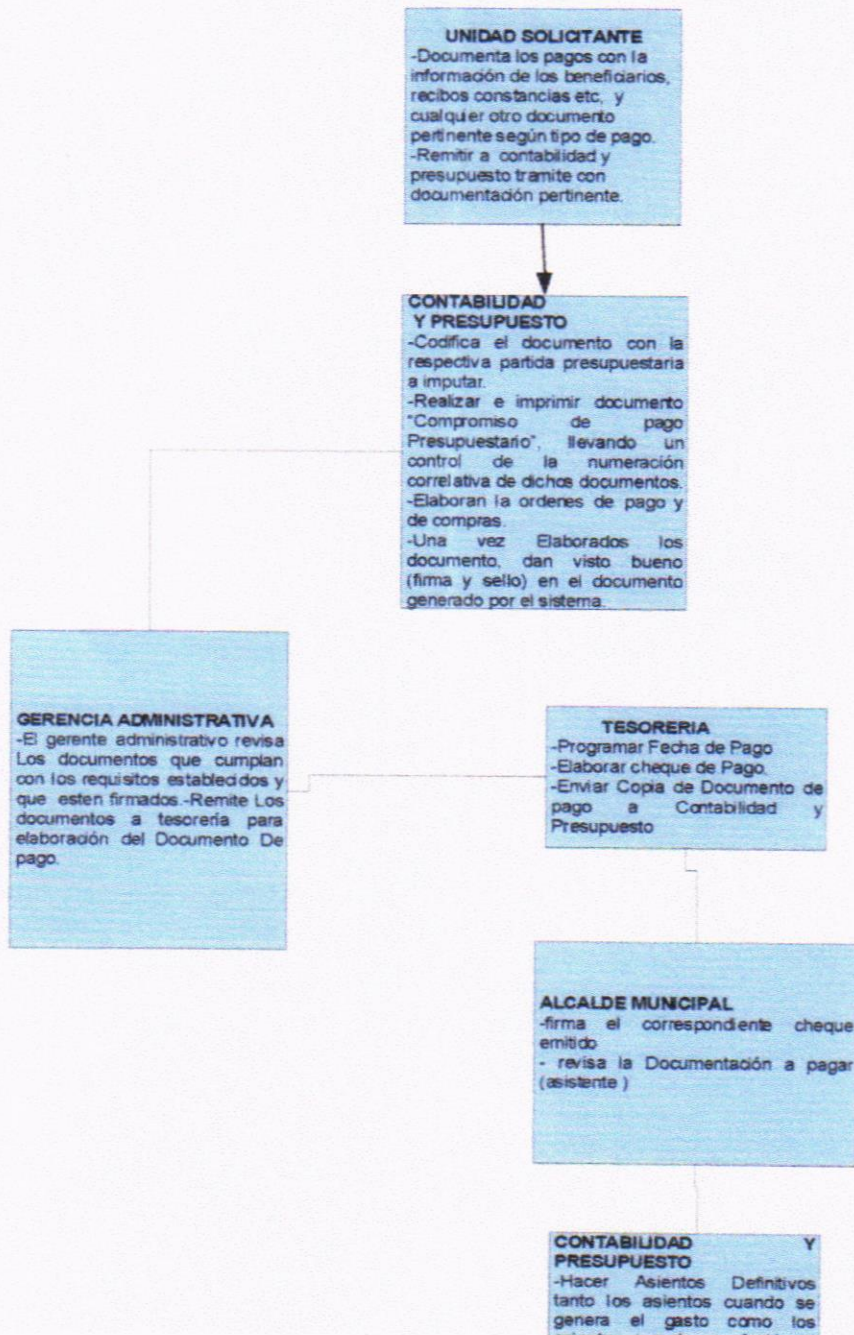 UNIDAD SOLICITANTE
-Documenta los pagos con la
información de los beneficiarios,
recibos constancias etc, y
cualquier otro documento
pertinente según tipo de pago.
-Remitir a contabilidad y
presupuesto tramite con
documentación pertinente.
CONTABILIDAD
Y PRESUPUESTO
-Codifica el documento con la
respectiva partida presupuestaria
a imputar.
-Realizar e imprimir documento
"Compromiso de pago
Presupuestario", llevando un
control de la numeración
correlativa de dichos documentos.
-Elaboran la ordenes de pago y
de compras.
-Una vez Elaborados los
documento, dan visto bueno
(firma y sello) en el documento
generado por el sistema.
GERENCIA ADMINISTRATIVA
-El gerente administrativo revisa
Los documentos que cumplan
con los requisitos establecidos y
que esten firmados.-Remite Los
documentos a tesorería para
elaboración del Documento De
pago.
TESORERIA
-Programar Fecha de Pago
-Elaborar cheque de Pago.
-Enviar Copia de Documento de
pago a Contabilidad y
Presupuesto
ALCALDE MUNICIPAL
-firma el correspondiente cheque
emitido
- revisa la Documentación a pagar
(asistente )
CONTABILIDAD Y
PRESUPUESTO
-Hacer Asientos Definitivos
tanto los asientos cuando se
genera el gasto como los